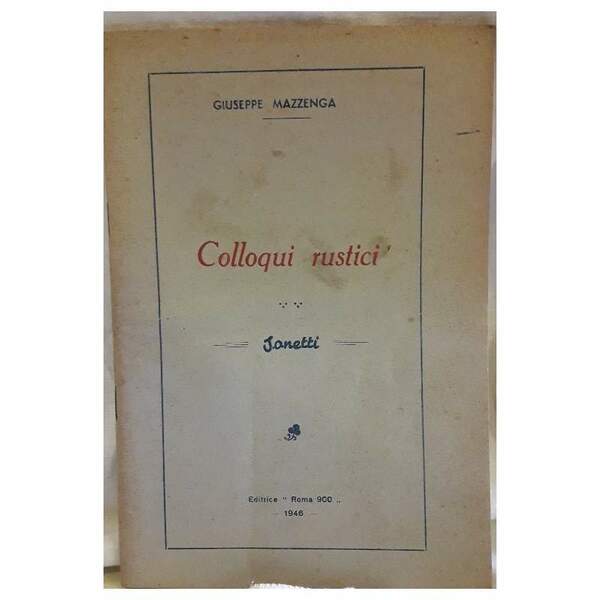 GIUSEPPE MAZZENGA
Colloqui rustici
Sonetti
Editrice " Roma 900 „
— 1946 —